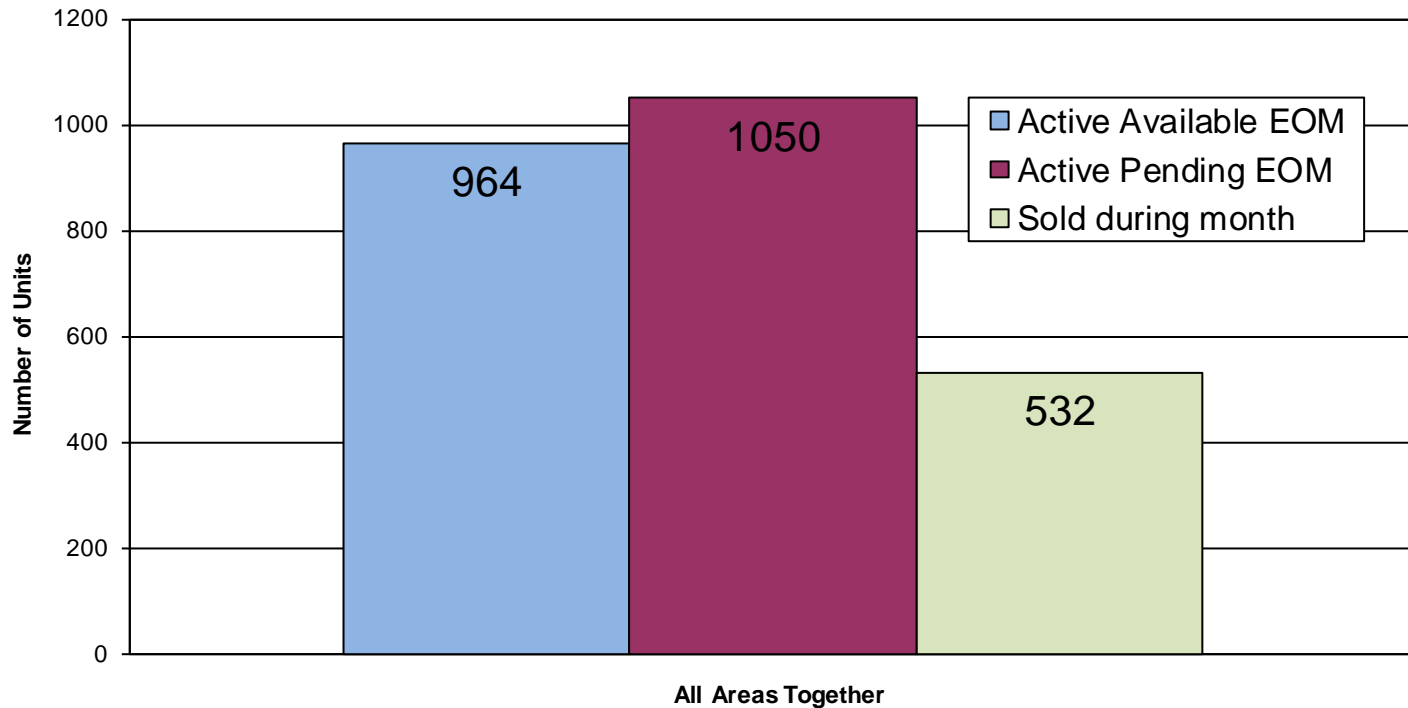 1200
1000
800
600
400
200
0
Number of Units
964
1050
532
Active Available EOM
Active Pending EOM
Sold during month
All Areas Together